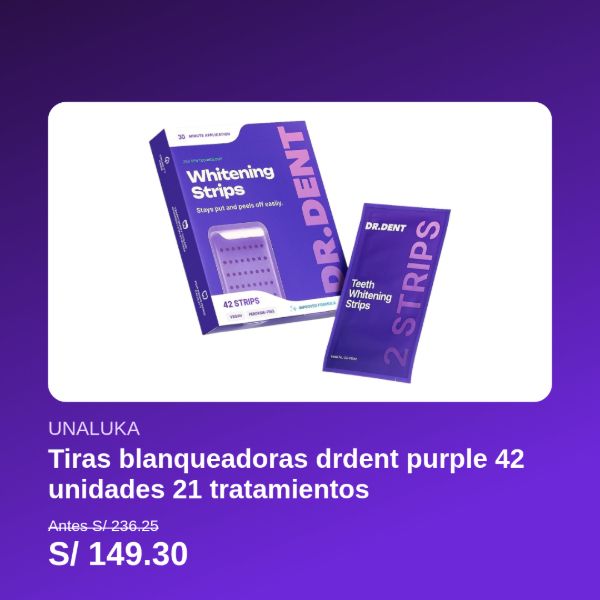 30 MINUTE APPLICATION
Whitening
Strips
Stays put and peels off easily.
DR.DENT
42 STRIPS
VEGAN
PEROXIDE-FREE
IMPROVED FORMULA
DR.DENT
Teeth
Whitening
Strips
2 STRIPS
UNALUKA
Tiras blanqueadoras drdent purple 42
unidades 21 tratamientos
Antes S/ 236.25
S/ 149.30